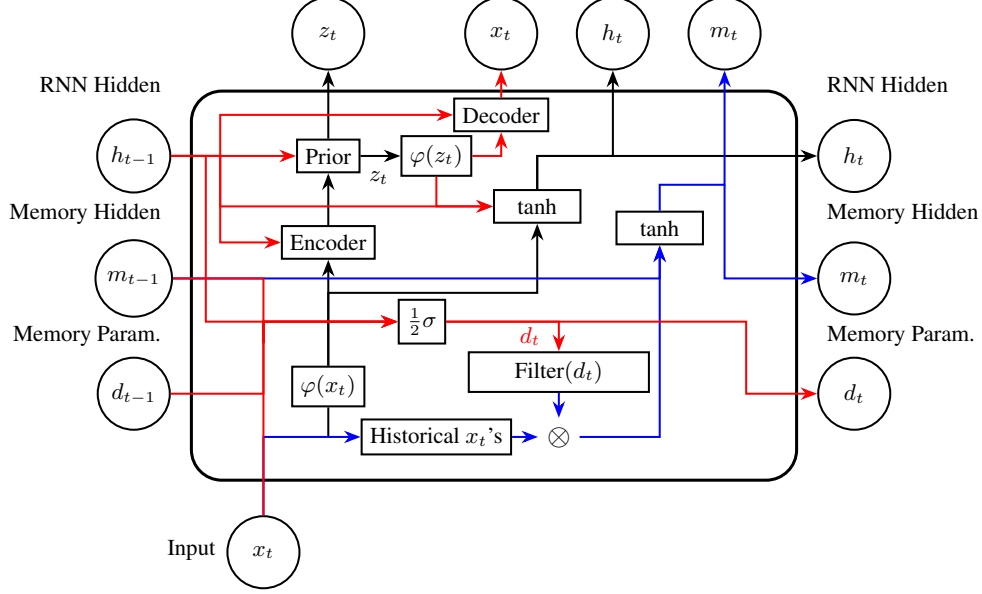 z_t
x_t
h_t
m_t
RNN Hidden
RNN Hidden
Decoder
h_{t−1}
Prior
z_t
φ(z_t)
h_t
Memory Hidden
tanh
tanh
Memory Hidden
Encoder
m_{t−1}
m_t
Memory Param.
½σ
d_t
Memory Param.
Filter(d_t)
d_{t−1}
φ(x_t)
d_t
Historical x_t's
⊗
Input
x_t